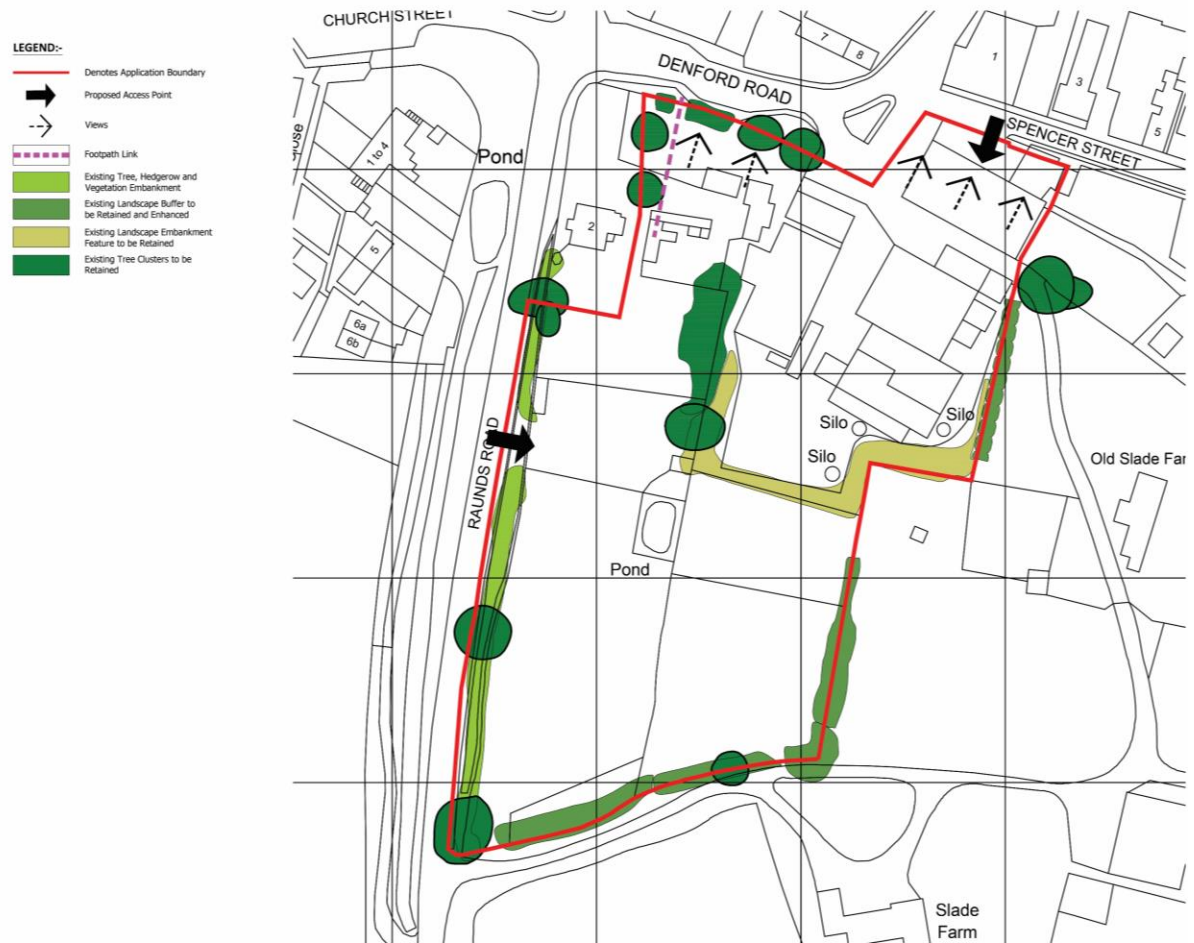 LEGEND:-
Denotes Application Boundary
Proposed Access Point
Views
Footpath Link
Existing Tree, Hedgerow and
Vegetation Embankment
Existing Landscape Buffer to
be Retained and Enhanced
Existing Landscape Embankment
Feature to be Retained
Existing Tree Clusters to be
Retained
CHURCH STREET
7
8
1
3
5
DENFORD ROAD
SPENCER STREET
lose
1 to 4
Pond
2
5
6a
6b
RAUNDS ROAD
Silo
Silo
Silo
Old Slade Far
Pond
Slade
Farm